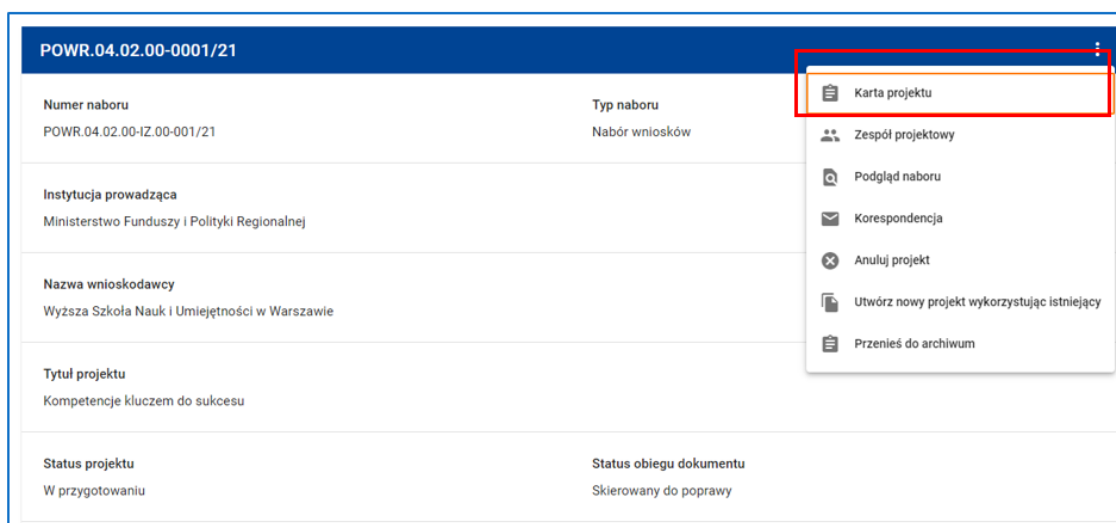 POWR.04.02.00-0001/21
Numer naboru
Typ naboru
POWR.04.02.00-IZ.00-001/21
Nabór wniosków
Instytucja prowadząca
Ministerstwo Funduszy i Polityki Regionalnej
Nazwa wnioskodawcy
Wyższa Szkoła Nauk i Umiejętności w Warszawie
Tytuł projektu
Kompetencje kluczem do sukcesu
Status projektu
Status obiegu dokumentu
W przygotowaniu
Skierowany do poprawy
Karta projektu
Zespół projektowy
Podgląd naboru
Korespondencja
Anuluj projekt
Utwórz nowy projekt wykorzystując istniejący
Przenieś do archiwum